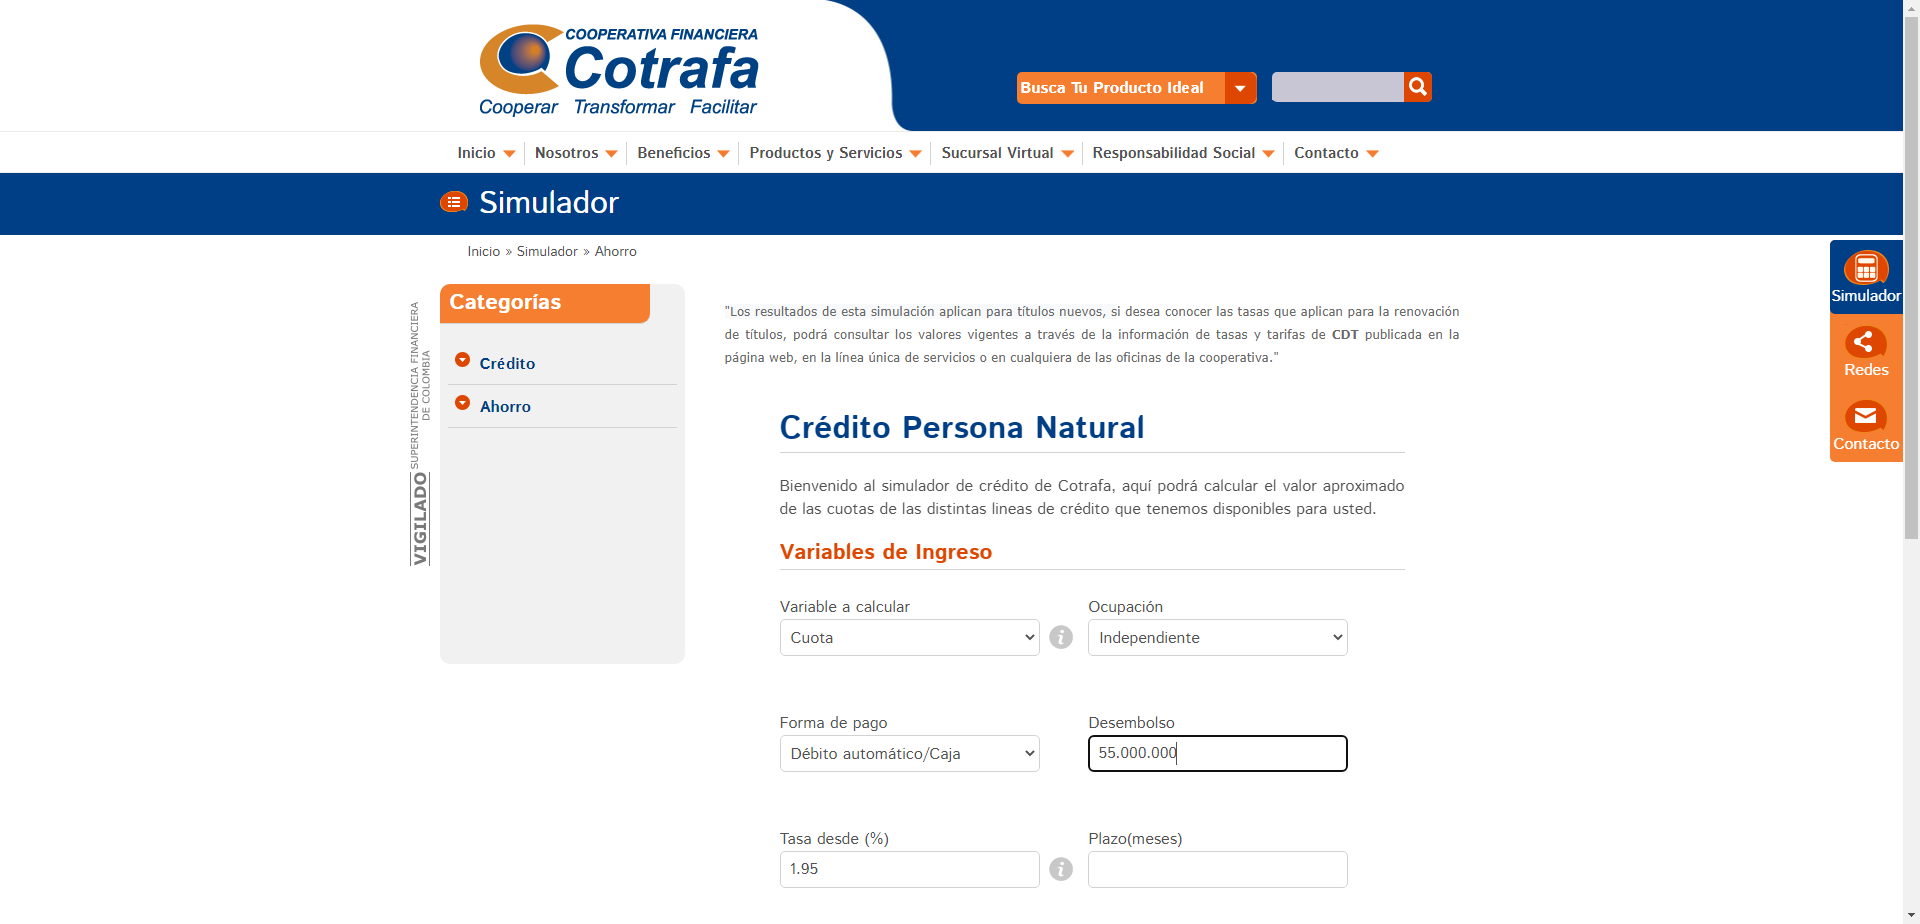 COOPERATIVA FINANCIERA
Cotrafa
Cooperar Transformar Facilitar
Busca Tu Producto Ideal
Inicio Nosotros Beneficios Productos y Servicios Sucursal Virtual Responsabilidad Social Contacto
Simulador
Inicio » Simulador » Ahorro
Categorías
Crédito
Ahorro
VIGILADO SUPERINTENDENCIA FINANCIERA
DE COLOMBIA
"Los resultados de esta simulación aplican para títulos nuevos, si desea conocer las tasas que aplican para la renovación
de títulos, podrá consultar los valores vigentes a través de la información de tasas y tarifas de CDT publicada en la
página web, en la línea única de servicios o en cualquiera de las oficinas de la cooperativa."
Crédito Persona Natural
Bienvenido al simulador de crédito de Cotrafa, aquí podrá calcular el valor aproximado
de las cuotas de las distintas lineas de crédito que tenemos disponibles para usted.
Variables de Ingreso
Variable a calcular
Cuota
Ocupación
Independiente
Forma de pago
Débito automático/Caja
Desembolso
55.000.000
Tasa desde (%)
1.95
Plazo(meses)
Simulador
Redes
Contacto